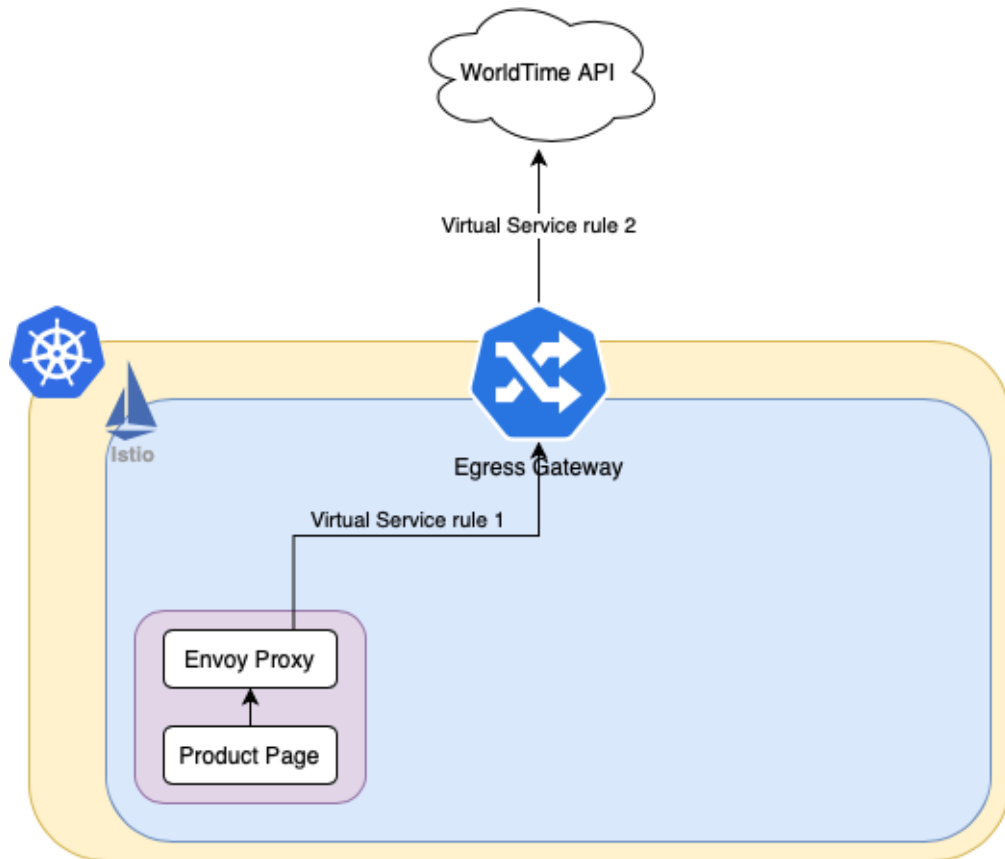 WorldTime API
Virtual Service rule 2
Istio
Egress Gateway
Virtual Service rule 1
Envoy Proxy
Product Page